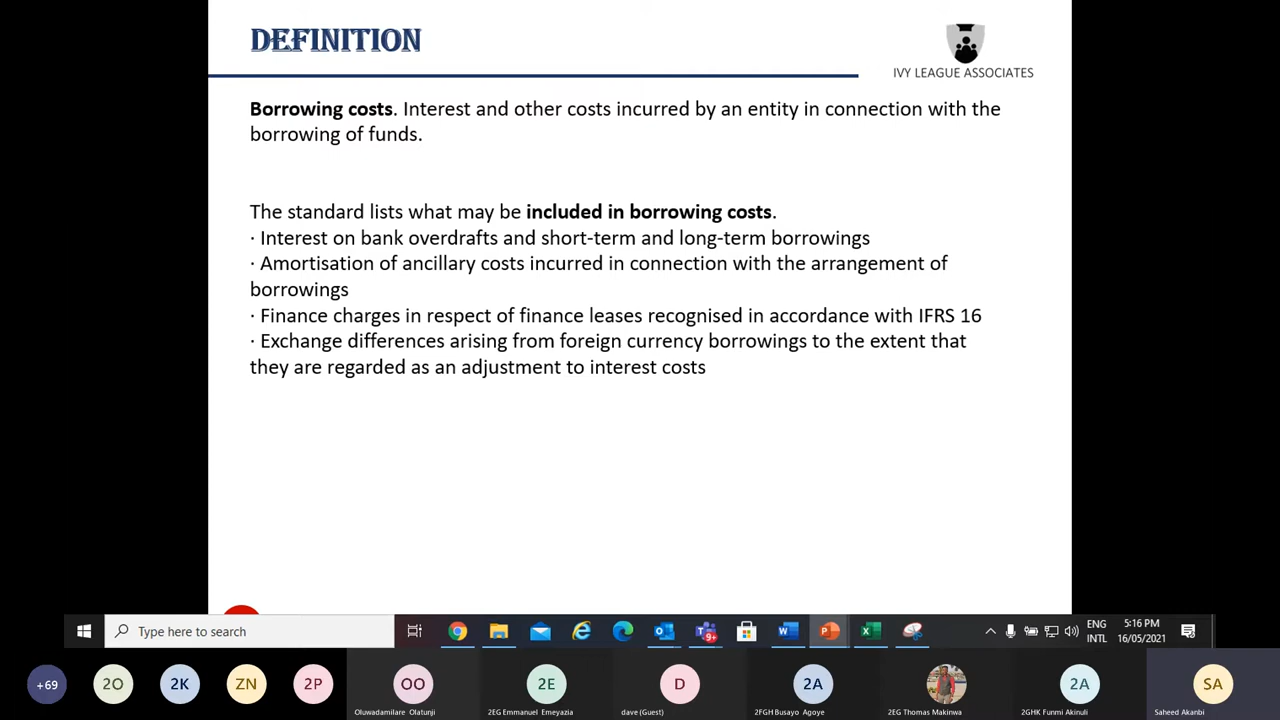 DEFINITION
IVY LEAGUE ASSOCIATES
Borrowing costs. Interest and other costs incurred by an entity in connection with the
borrowing of funds.
The standard lists what may be included in borrowing costs.
· Interest on bank overdrafts and short-term and long-term borrowings
· Amortisation of ancillary costs incurred in connection with the arrangement of
borrowings
· Finance charges in respect of finance leases recognised in accordance with IFRS 16
· Exchange differences arising from foreign currency borrowings to the extent that
they are regarded as an adjustment to interest costs
Type here to search
9+
ENG
INTL
5:16 PM
16/05/2021
+69
2O
2K
ZN
2P
OO
Oluwadamilare Olatunji
2E
2EG Emmanuel Emeyazia
D
dave (Guest)
2A
2FGH Busayo Agoye
2EG Thomas Makinwa
2A
2GHK Funmi Akinuli
SA
Saheed Akanbi